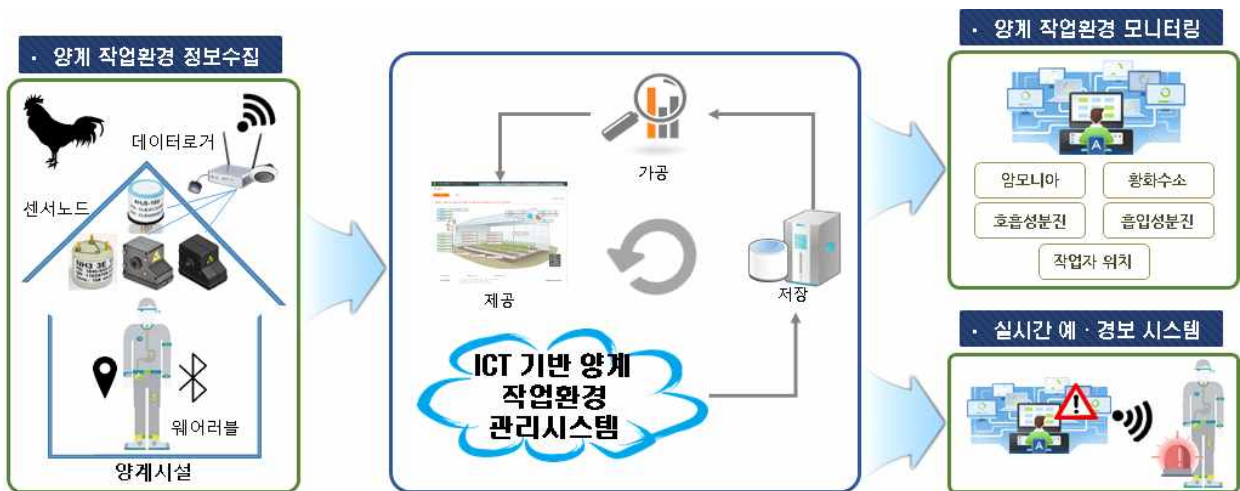 · 양계 작업환경 정보수집
데이터로거
센서노드
NH3 3E
웨어러블
양계시설
가공
제공
저장
ICT 기반 양계
작업환경
관리시스템
· 양계 작업환경 모니터링
A
암모니아
황화수소
호흡성분진
흡입성분진
작업자 위치
· 실시간 예 · 경보 시스템
A